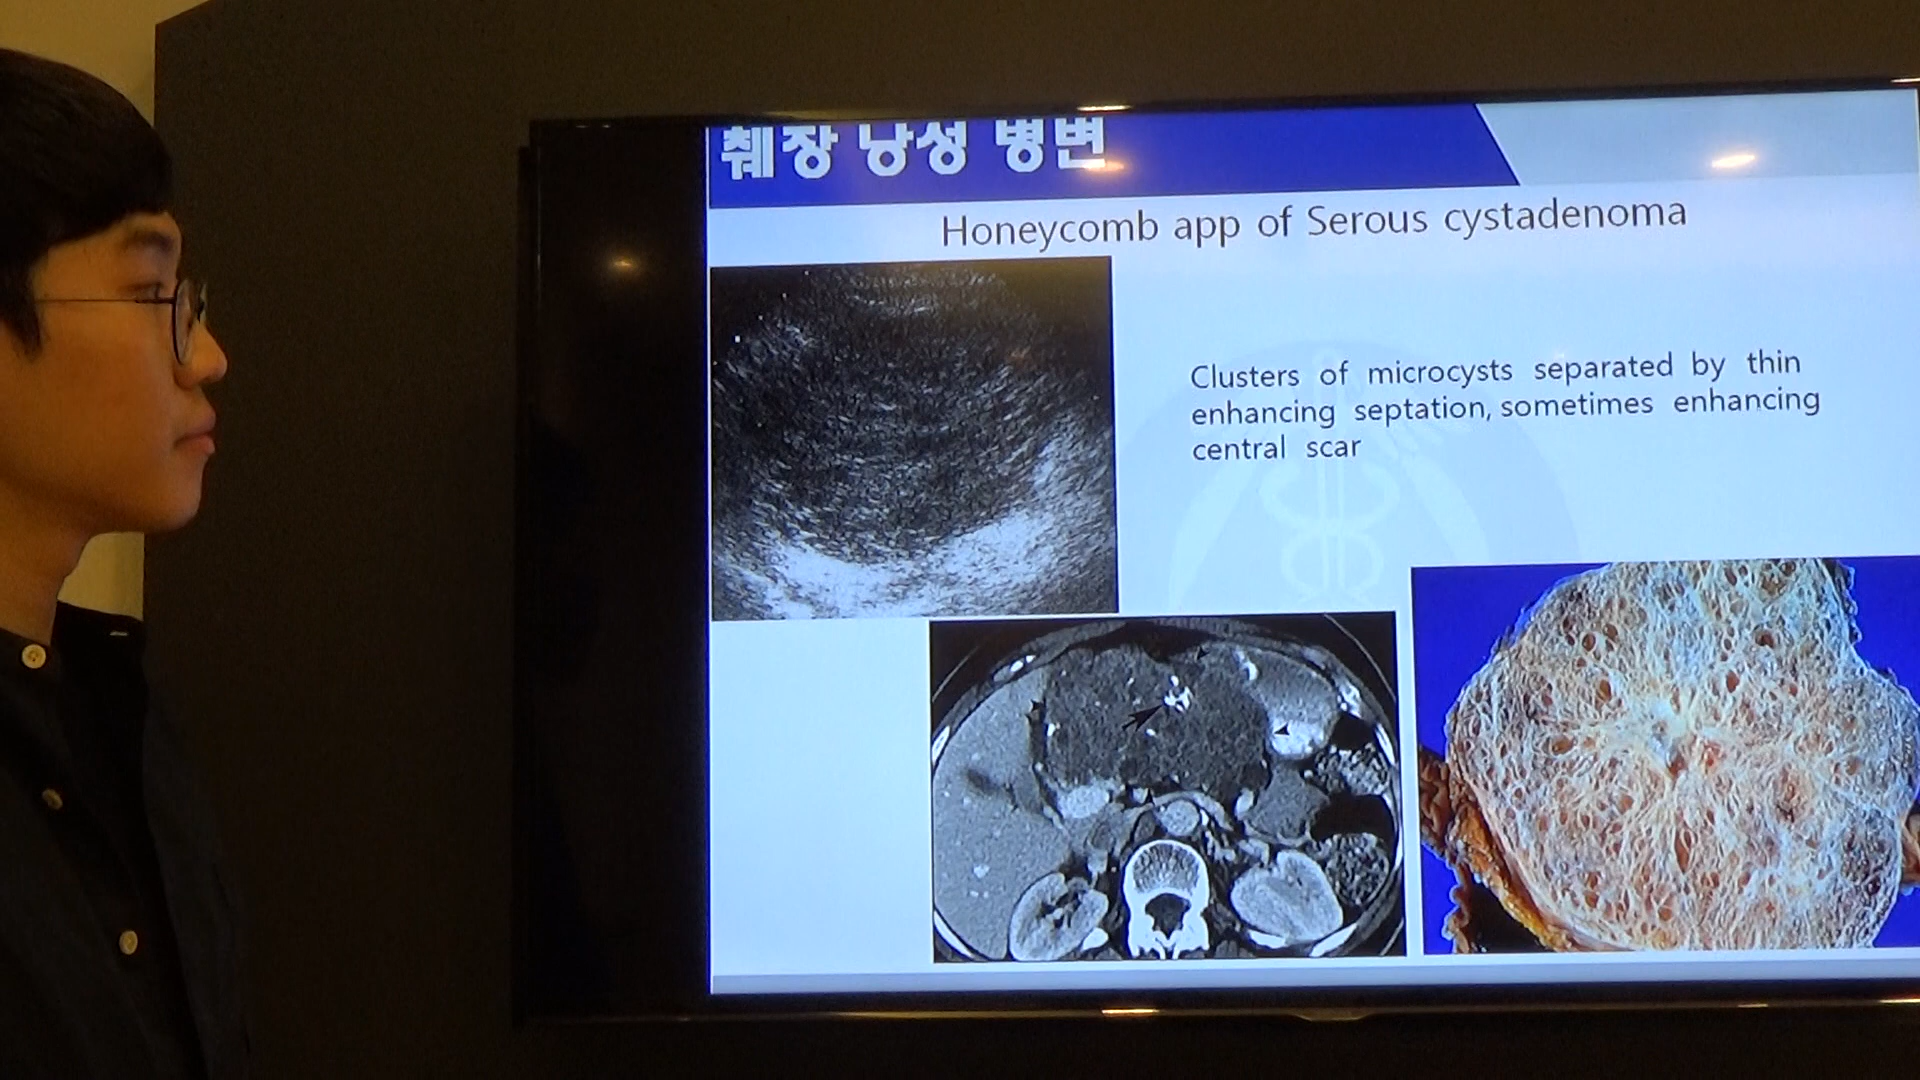 췌장 낭성 병변
Honeycomb app of Serous cystadenoma
Clusters of microcysts separated by thin
enhancing septation, sometimes enhancing
central scar